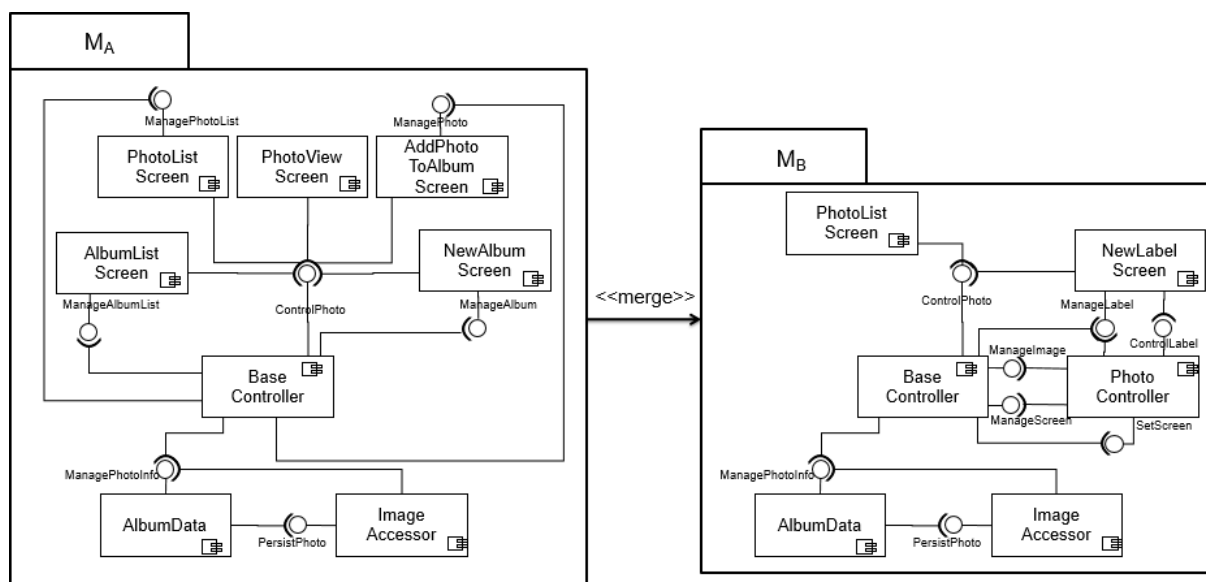 M_A
ManagePhotoList
ManagePhoto
PhotoList
Screen
PhotoView
Screen
AddPhoto
ToAlbum
Screen
AlbumList
Screen
NewAlbum
Screen
ManageAlbumList
ControlPhoto
ManageAlbum
Base
Controller
ManagePhotoInfo
AlbumData
PersistPhoto
Image
Accessor
<<merge>>
M_B
PhotoList
Screen
NewLabel
Screen
ControlPhoto
ManageLabel
ControlLabel
ManageImage
Base
Controller
Photo
Controller
ManageScreen
SetScreen
ManagePhotoInfo
AlbumData
PersistPhoto
Image
Accessor